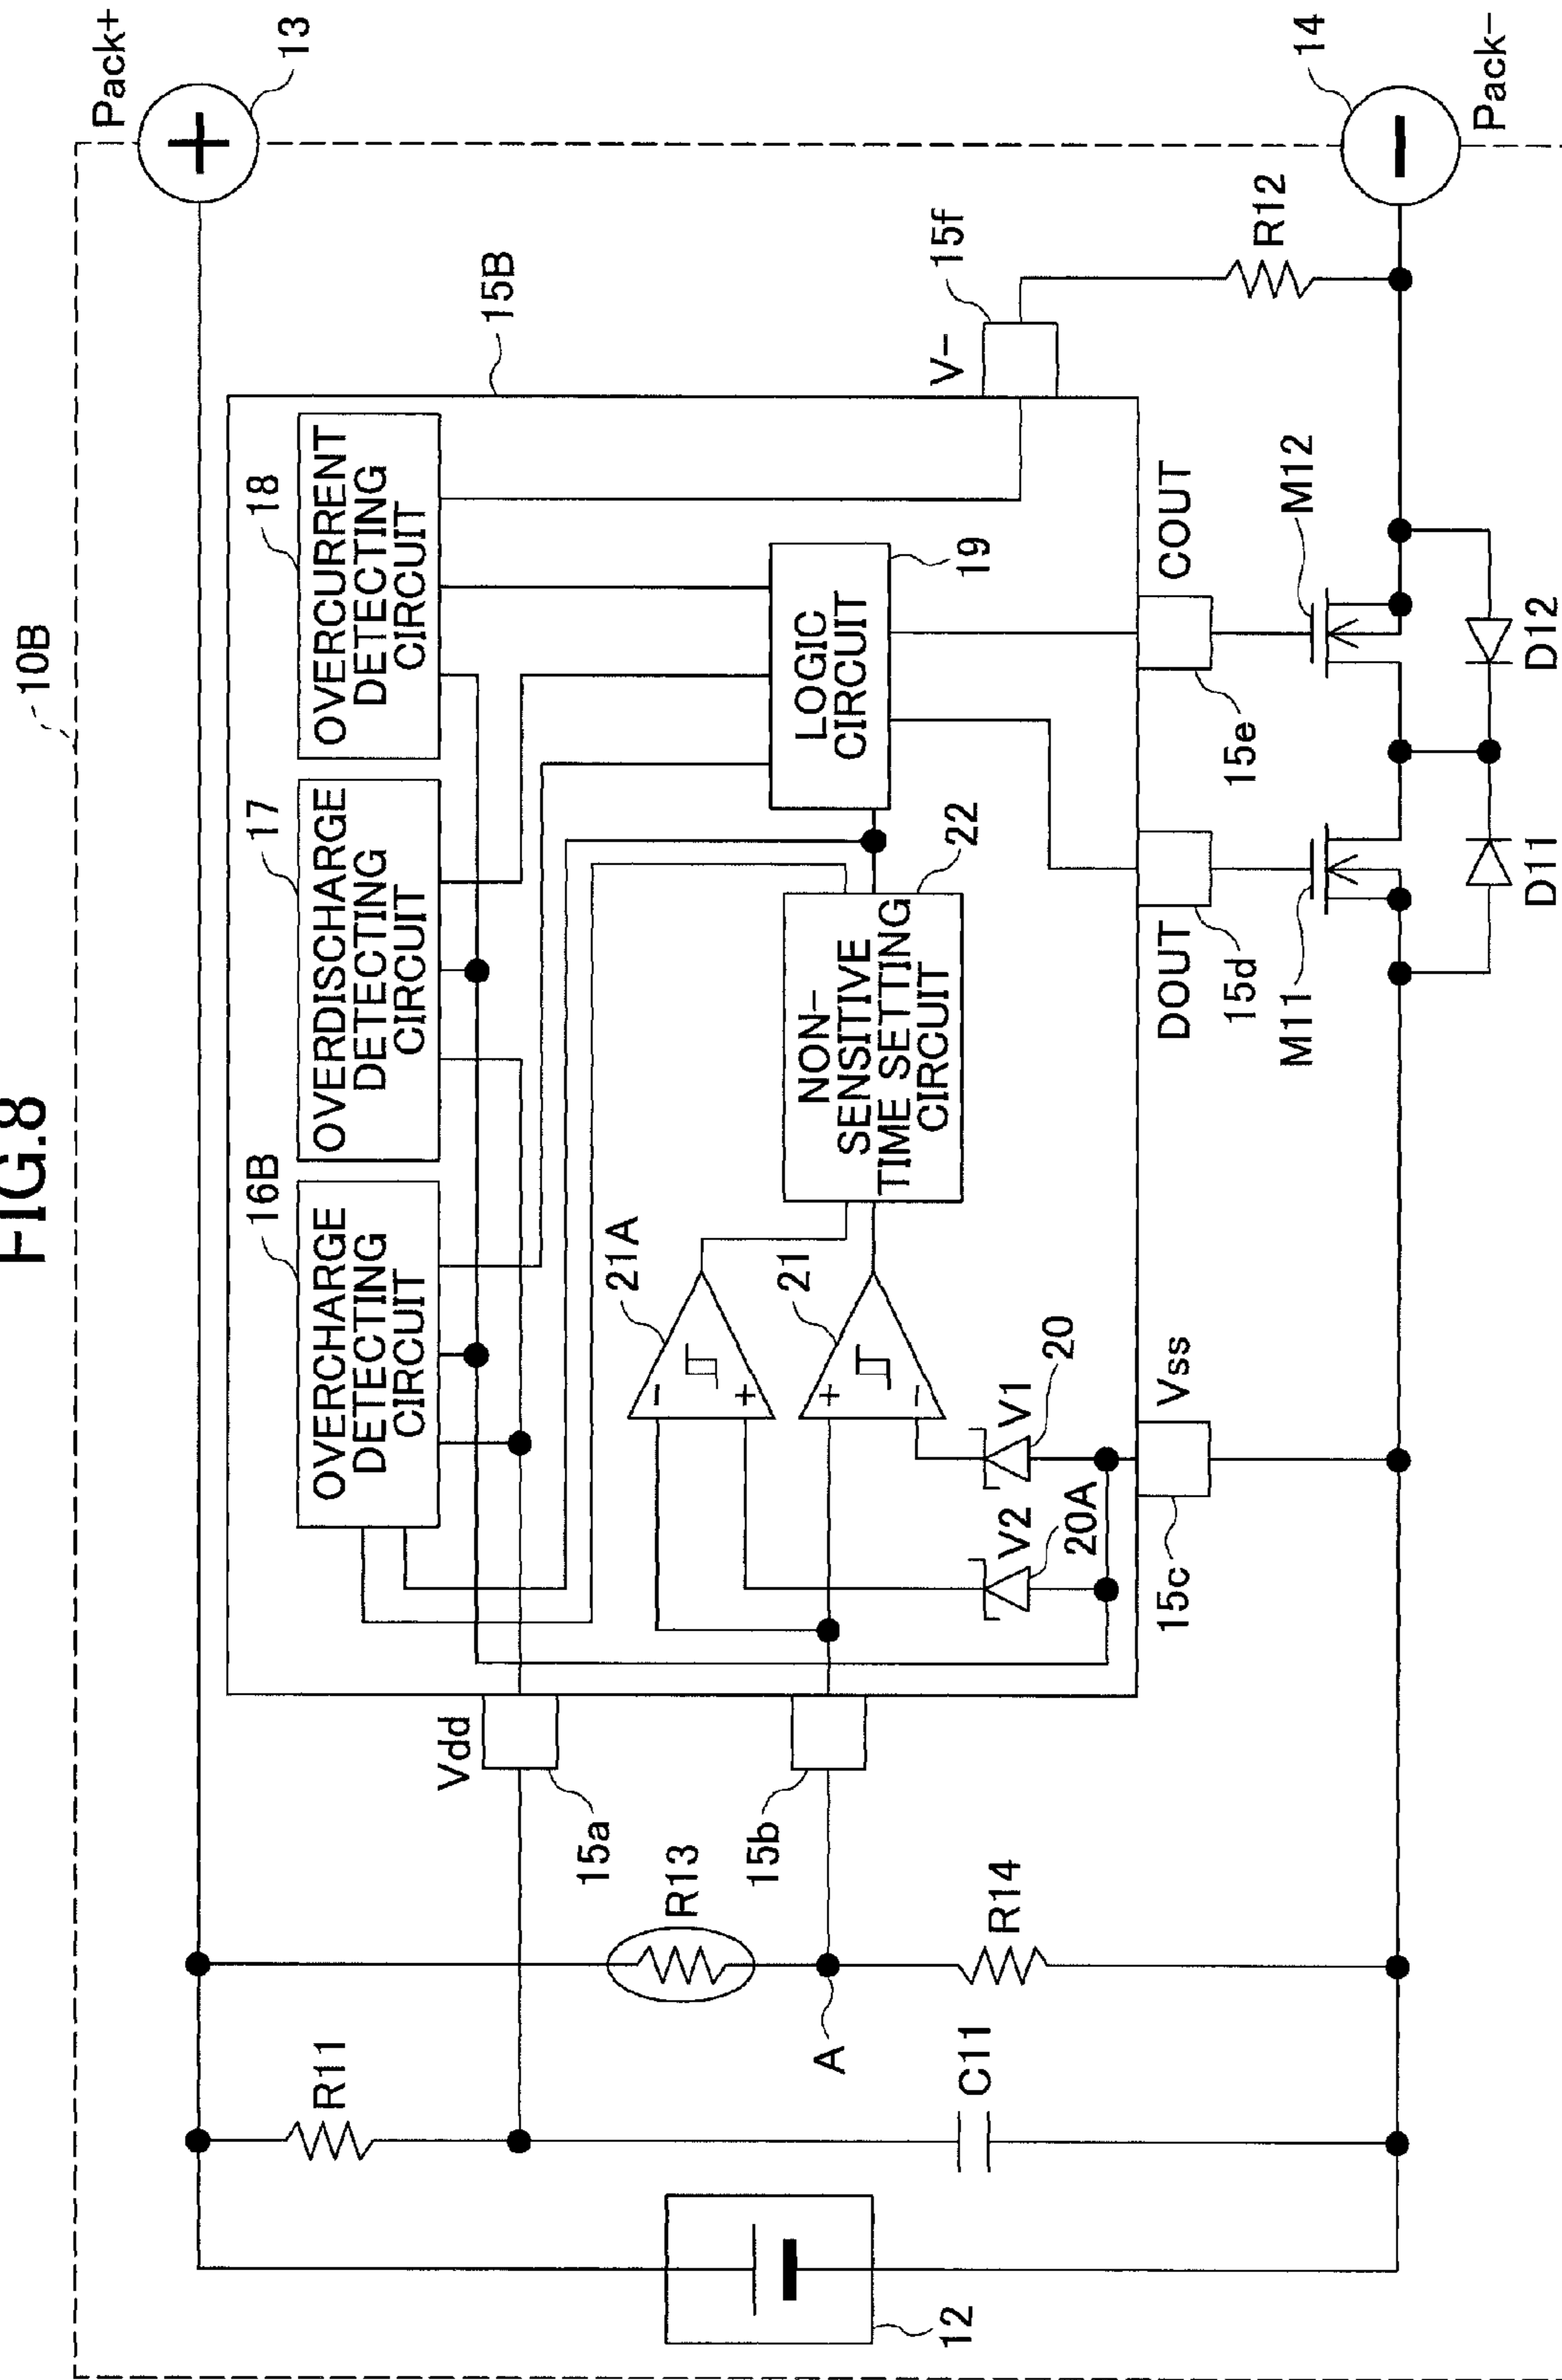 FIG.8
10B
Pack+
13
15B
16B
OVERCHARGE
DETECTING
CIRCUIT
17
OVERDISCHARGE
DETECTING
CIRCUIT
18
OVERCURRENT
DETECTING
CIRCUIT
R11
Vdd
15a
R13
21A
-
+
15b
A
21
+
-
NON-
SENSITIVE
TIME SETTING
CIRCUIT
22
LOGIC
CIRCUIT
19
V-
15f
12
C11
R14
V2
20A
V1
20
15c
Vss
DOUT
15d
COUT
15e
R12
14
M11
M12
D11
D12
Pack-